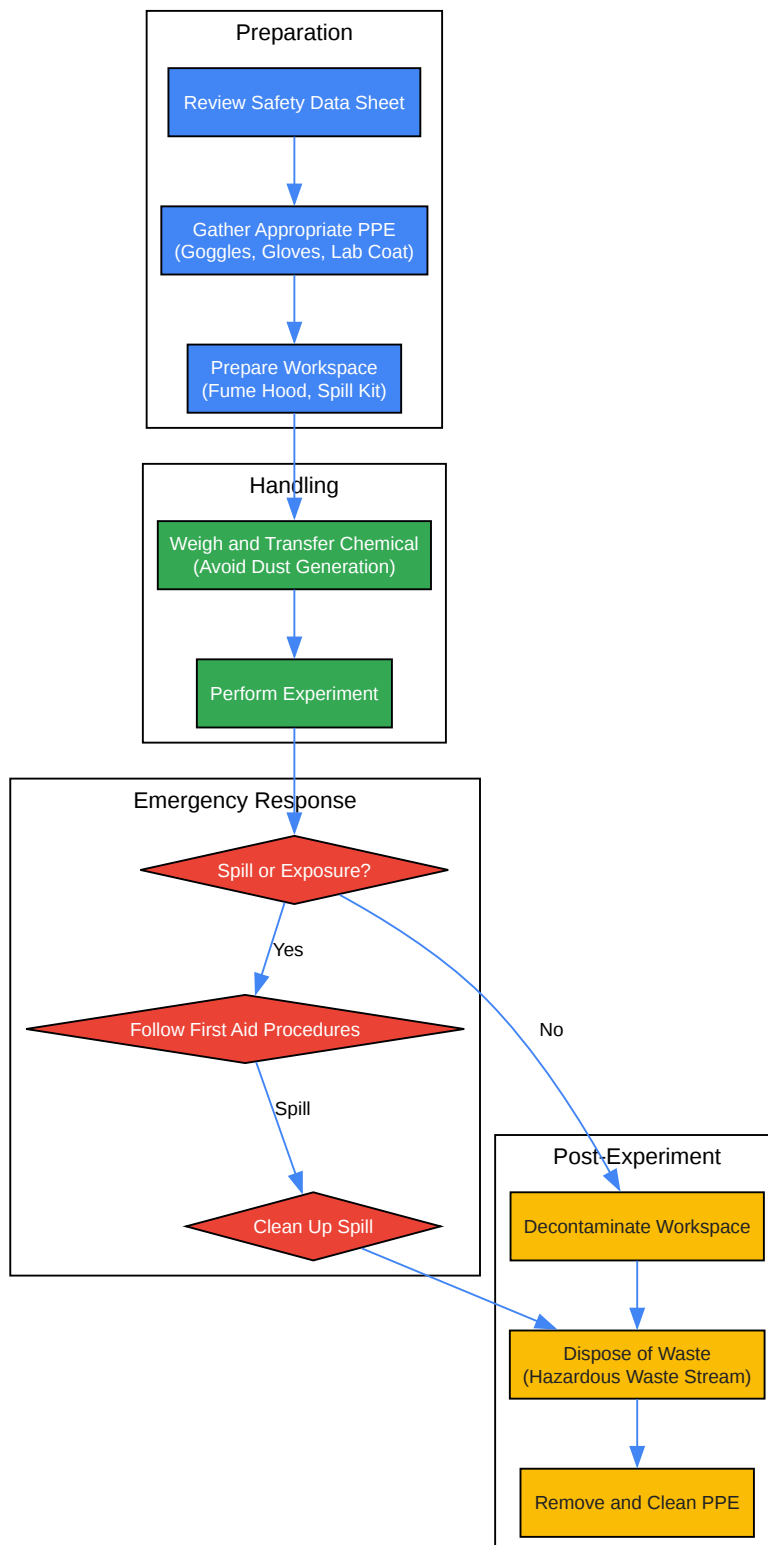 Preparation
Review Safety Data Sheet
Gather Appropriate PPE
(Goggles, Gloves, Lab Coat)
Prepare Workspace
(Fume Hood, Spill Kit)
Handling
Weigh and Transfer Chemical
(Avoid Dust Generation)
Perform Experiment
Emergency Response
Spill or Exposure?
Yes
Follow First Aid Procedures
No
Spill
Clean Up Spill
Post-Experiment
Decontaminate Workspace
Dispose of Waste
(Hazardous Waste Stream)
Remove and Clean PPE